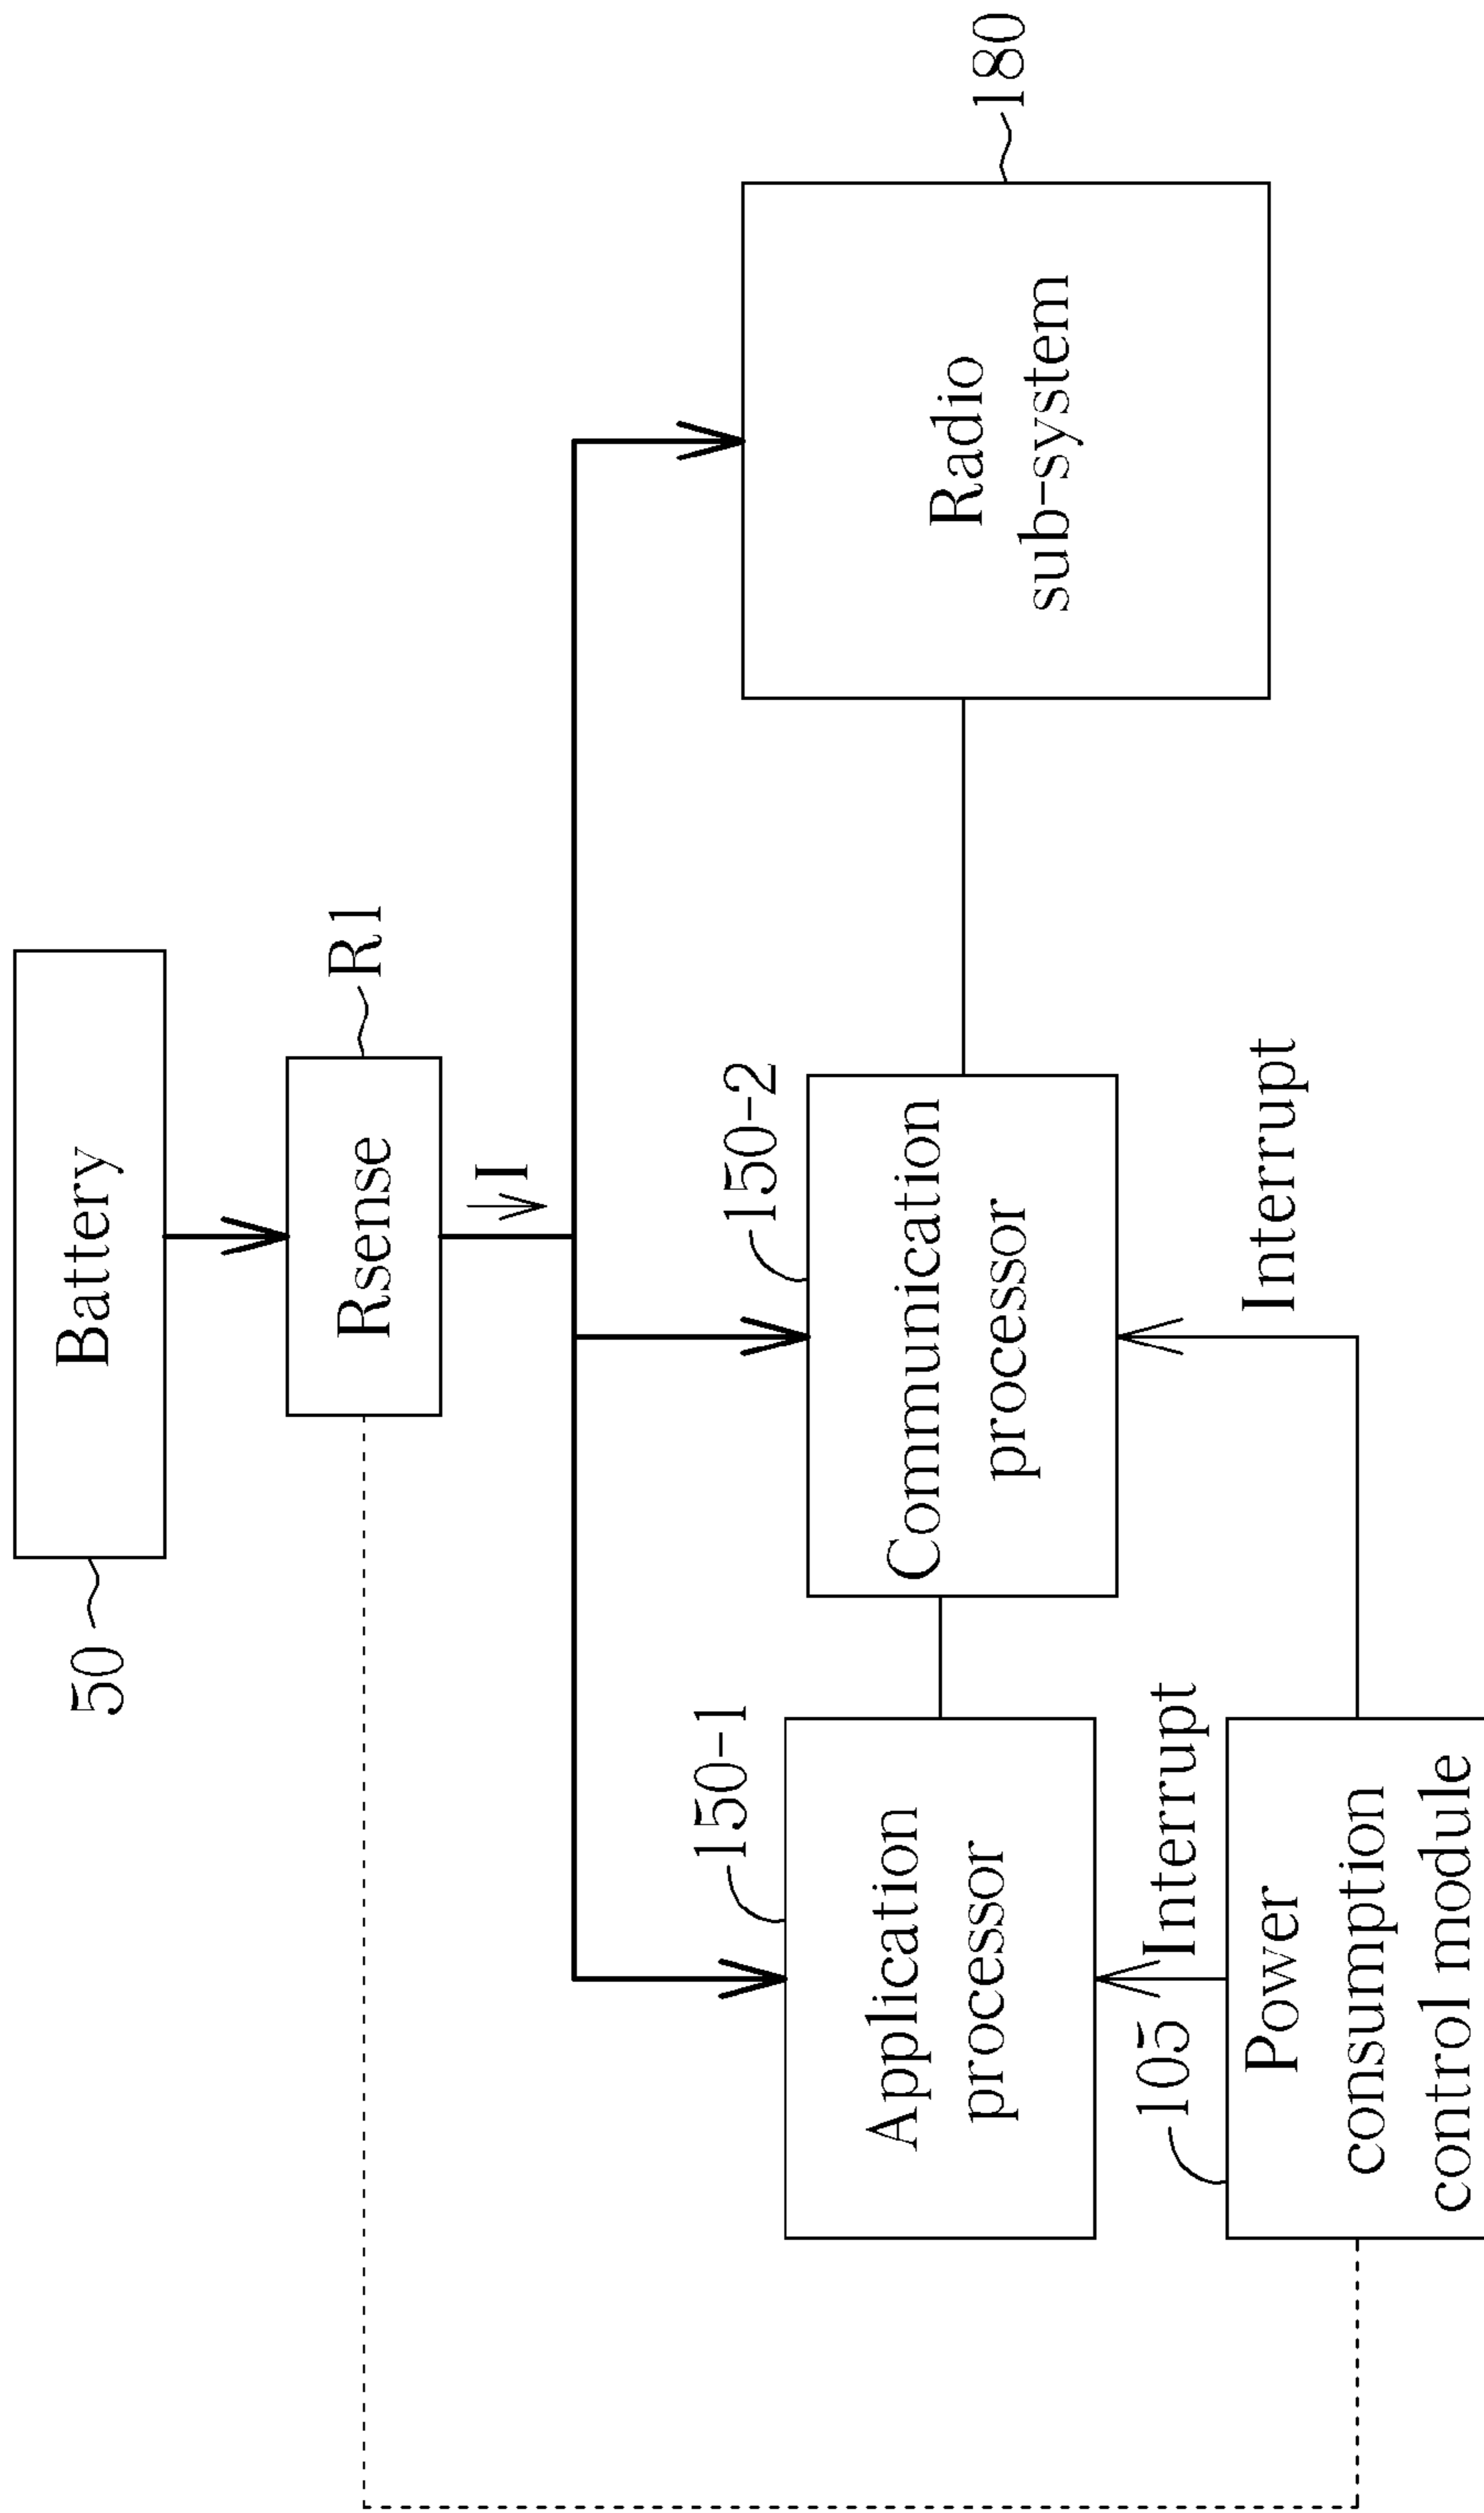 50
Battery
Rsense
R1
I
150-1
150-2
Application
processor
Communication
processor
Radio
sub-system
180
105
Interrupt
Interrupt
Power
consumption
control module